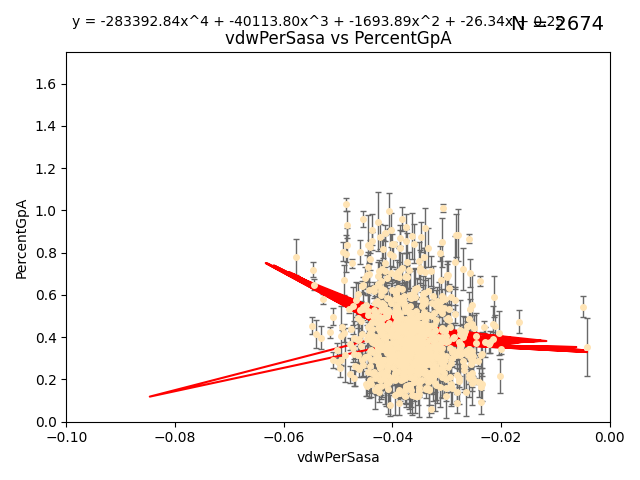 y = -283392.84x^4 + -40113.80x^3 + -1693.89x^2 + -26.34x + 0.25
N = 2674
vdwPerSasa vs PercentGpA
1.6
1.4
1.2
1.0
0.8
0.6
0.4
0.2
0.0
PercentGpA
−0.10 −0.08 −0.06 −0.04 −0.02 0.00
vdwPerSasa